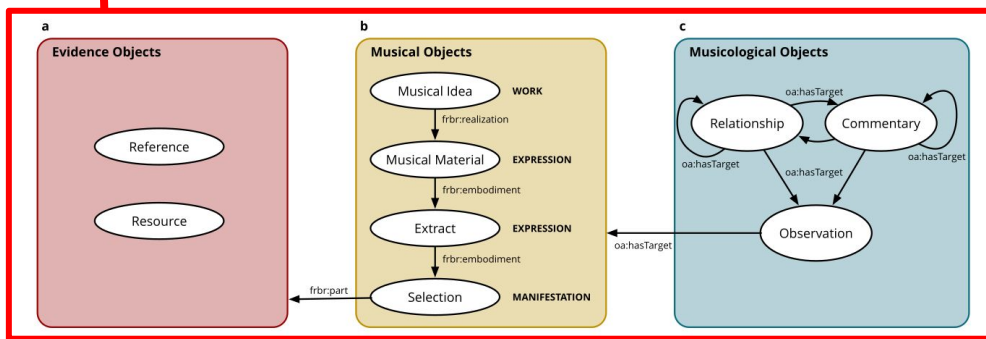 a
Evidence Objects
Reference
Resource
frbr:part
b
Musical Objects
Musical Idea
WORK
frbr:realization
Musical Material
EXPRESSION
frbr:embodiment
Extract
EXPRESSION
frbr:embodiment
Selection
MANIFESTATION
oa:hasTarget
c
Musicological Objects
oa:hasTarget
Relationship
Commentary
oa:hasTarget
oa:hasTarget
oa:hasTarget
Observation